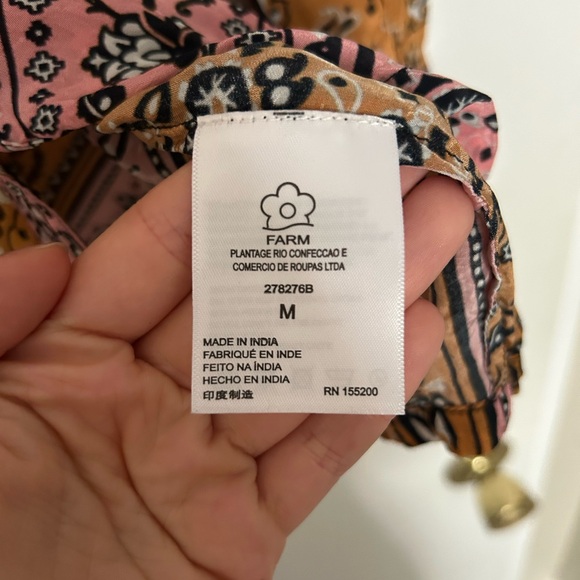 FARM
PLANTAGE RIO CONFECCAO E
COMERCIO DE ROUPAS LTDA
278276B
M
MADE IN INDIA
FABRIQUÉ EN INDE
FEITO NA ÍNDIA
HECHO EN INDIA
印度制造
RN 155200